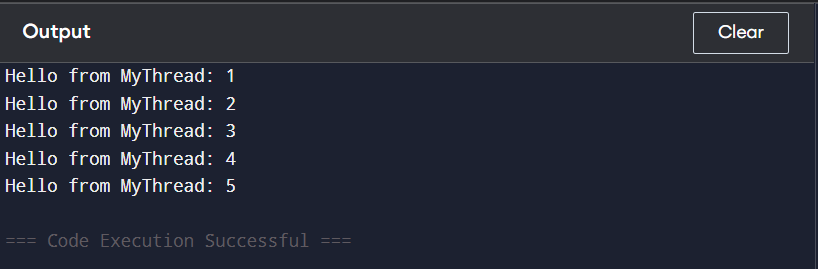 Output
Clear
Hello from MyThread: 1
Hello from MyThread: 2
Hello from MyThread: 3
Hello from MyThread: 4
Hello from MyThread: 5
=== Code Execution Successful ===